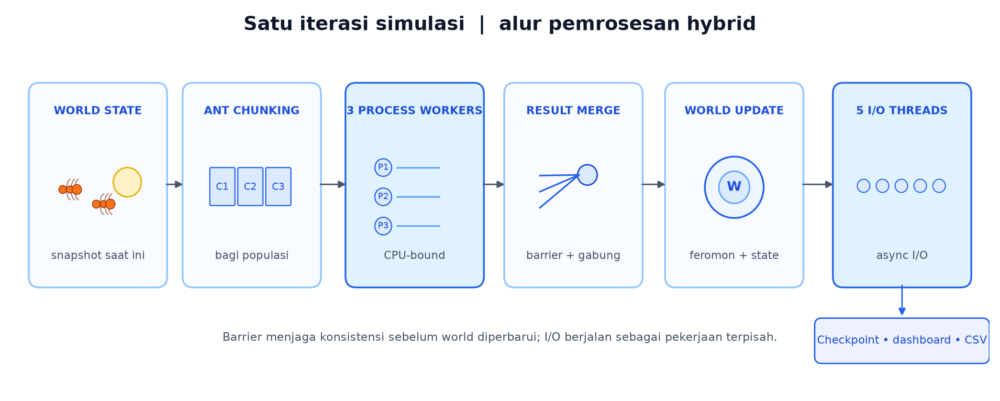 Satu iterasi simulasi | alur pemrosesan hybrid
WORLD STATE
snapshot saat ini
ANT CHUNKING
C1 C2 C3
bagi populasi
3 PROCESS WORKERS
P1
P2
P3
CPU-bound
RESULT MERGE
barrier + gabung
WORLD UPDATE
W
feromon + state
5 I/O THREADS
async I/O
Barrier menjaga konsistensi sebelum world diperbarui; I/O berjalan sebagai pekerjaan terpisah.
Checkpoint • dashboard • CSV